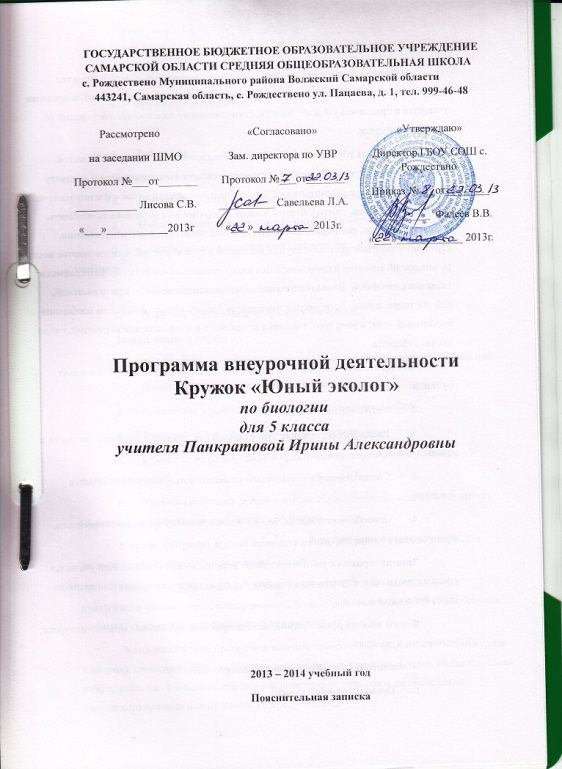 ГОСУДАРСТВЕННОЕ БЮДЖЕТНОЕ ОБРАЗОВАТЕЛЬНОЕ УЧРЕЖДЕНИЕ
САМАРСКОЙ ОБЛАСТИ СРЕДНЯЯ ОБЩЕОБРАЗОВАТЕЛЬНАЯ ШКОЛА
с. Рождествено Муниципального района Волжский Самарской области
443241, Самарская область, с. Рождествено ул. Пацаева, д. 1, тел. 999-46-48
Рассмотрено
на заседании ШМО
Протокол №___от_______
___________ Лисова С.В.
«___»___________2013г
«Согласовано»
Зам. директора по УВР
Протокол № 7 от 22.03.13
Савельева Л.А.
«22» марта 2013г.
«Утверждаю»
Директор ГБОУ СОШ с.
Рождествено
Приказ № 8 от 22.03.13
Фадеев В.В.
«22» марта 2013г.
Программа внеурочной деятельности
Кружок «Юный эколог»
по биологии
для 5 класса
учителя Панкратовой Ирины Александровны
2013 – 2014 учебный год
Пояснительная записка